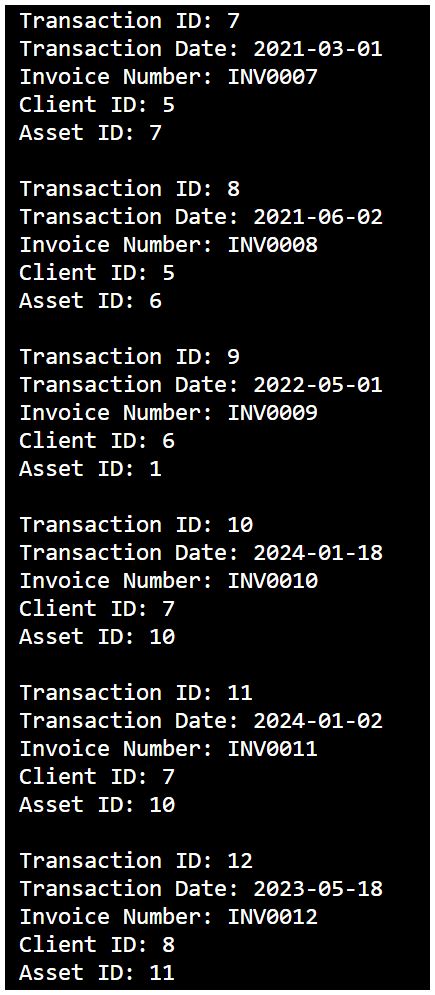 Transaction ID: 7
Transaction Date: 2021-03-01
Invoice Number: INV0007
Client ID: 5
Asset ID: 7

Transaction ID: 8
Transaction Date: 2021-06-02
Invoice Number: INV0008
Client ID: 5
Asset ID: 6

Transaction ID: 9
Transaction Date: 2022-05-01
Invoice Number: INV0009
Client ID: 6
Asset ID: 1

Transaction ID: 10
Transaction Date: 2024-01-18
Invoice Number: INV0010
Client ID: 7
Asset ID: 10

Transaction ID: 11
Transaction Date: 2024-01-02
Invoice Number: INV0011
Client ID: 7
Asset ID: 10

Transaction ID: 12
Transaction Date: 2023-05-18
Invoice Number: INV0012
Client ID: 8
Asset ID: 11